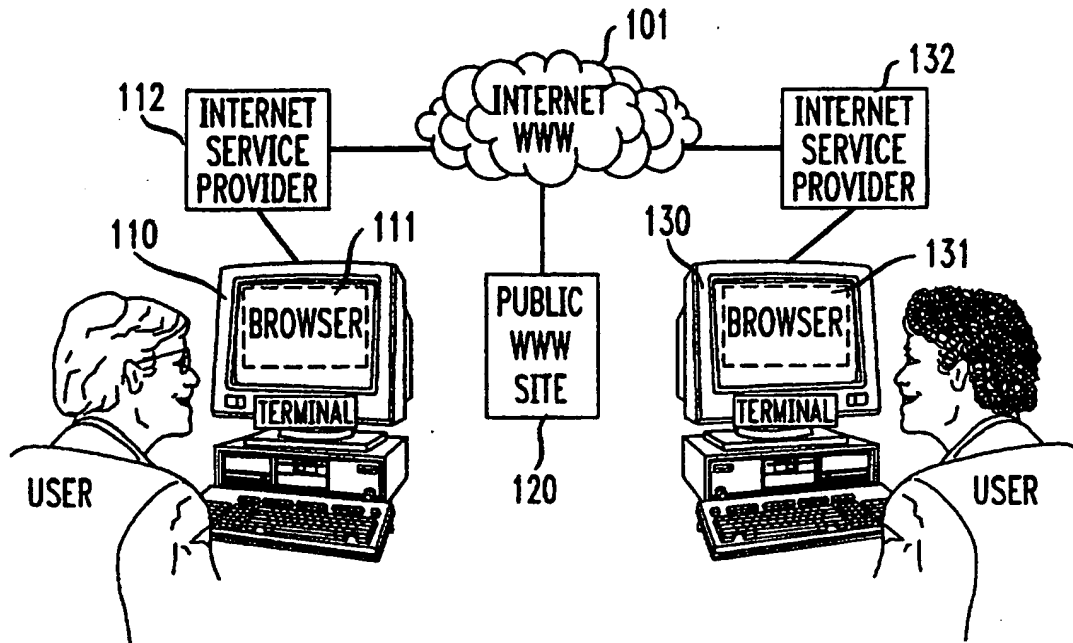 101
132
112
INTERNET
SERVICE
PROVIDER
INTERNET
WWW
INTERNET
SERVICE
PROVIDER
110
111
130
131
BROWSER
PUBLIC
WWW
SITE
BROWSER
TERMINAL
TERMINAL
USER
120
USER